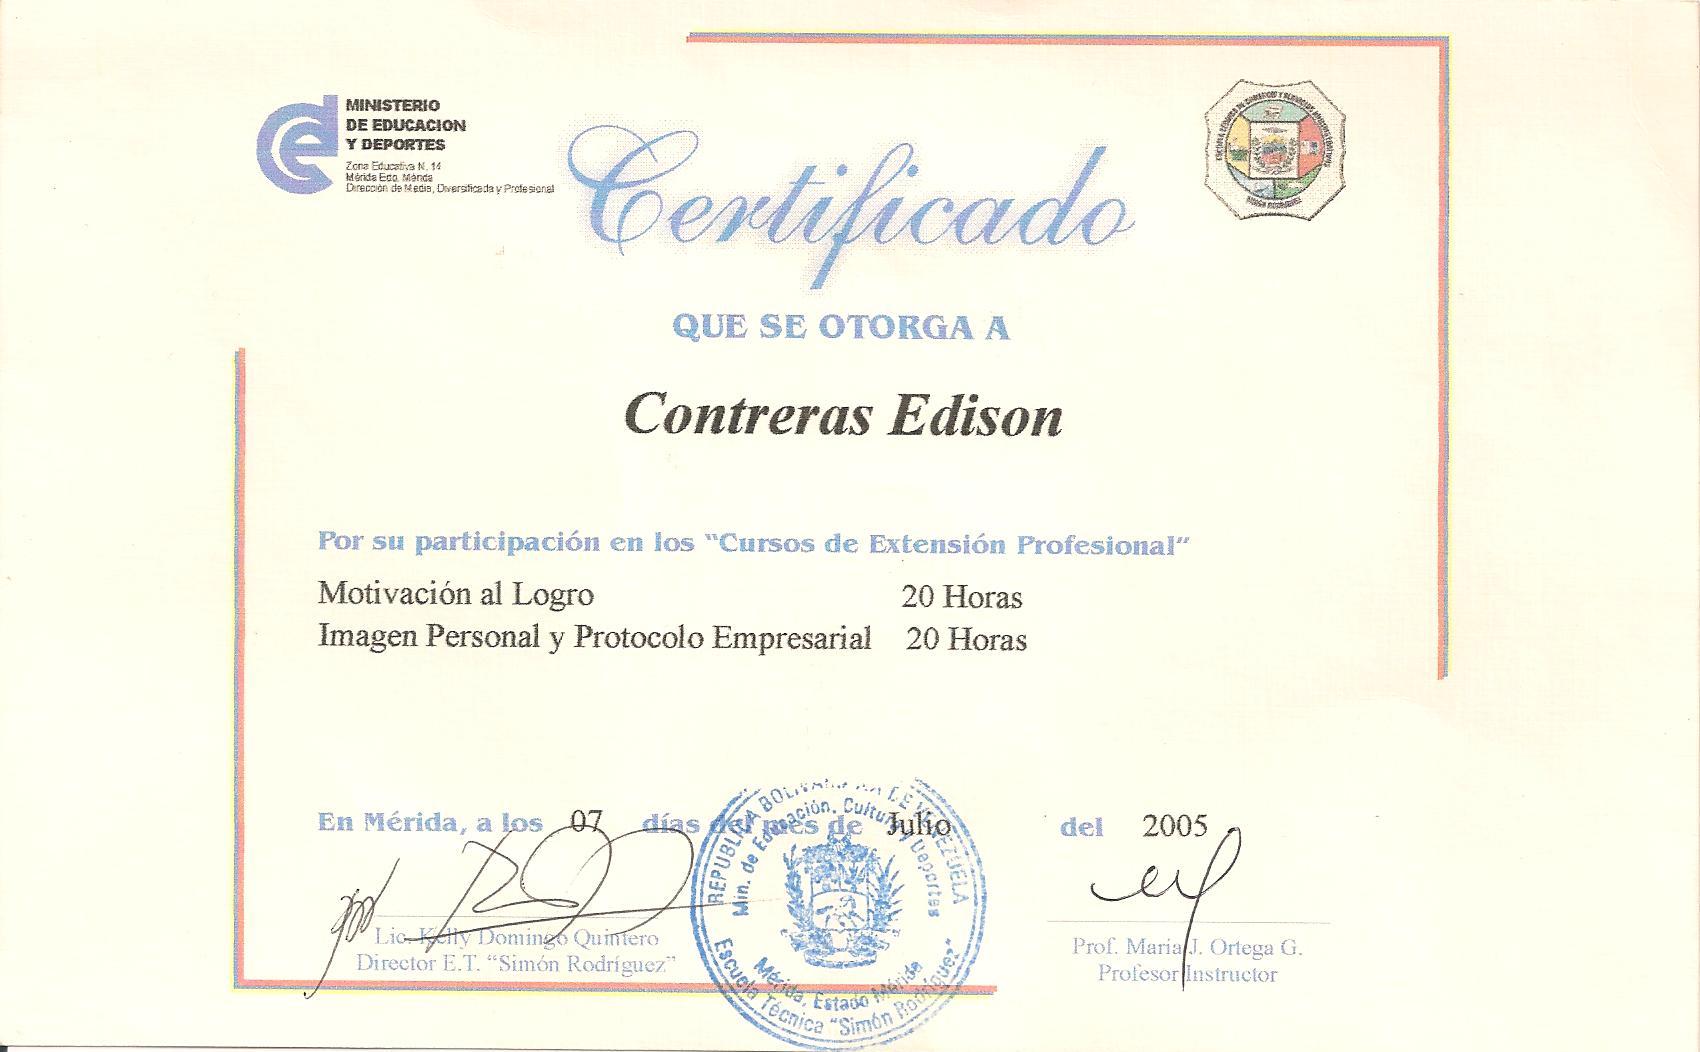 MINISTERIO
DE EDUCACION
Y DEPORTES
Zona Educativa N. 14
Mérida Edo. Mérida
Dirección de Media, Diversificada y Profesional
Certificado
QUE SE OTORGA A
Contreras Edison
Por su participación en los “Cursos de Extensión Profesional”
Motivación al Logro 20 Horas
Imagen Personal y Protocolo Empresarial 20 Horas
En Mérida, a los 07 días del mes de Julio del 2005
Lic. Kelly Domingo Quintero
Director E.T. “Simón Rodríguez”
Prof. Maria J. Ortega G.
Profesor Instructor
REPUBLICA BOLIVARIANA DE VENEZUELA
Min. de Educación, Cultura y Deportes
Mérida, Estado Mérida
Escuela Técnica "Simón Rodríguez"